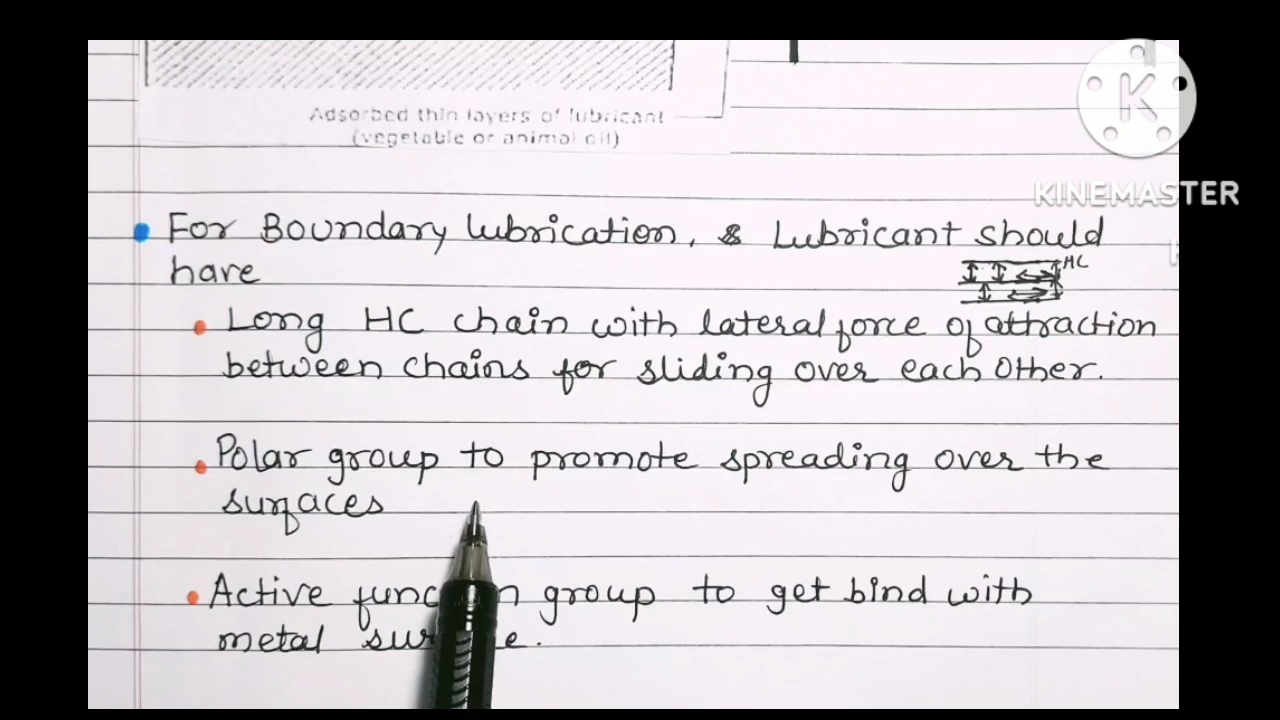 Adsorbed thin layers of lubricant
(vegetable or animal oil)
K
KINEMASTER
For Boundary lubrication, & Lubricant should
have
HC
Long HC chain with lateral force of attraction
between chains for sliding over each other.
Polar group to promote spreading over the
surfaces
Active group to get bind with
metal